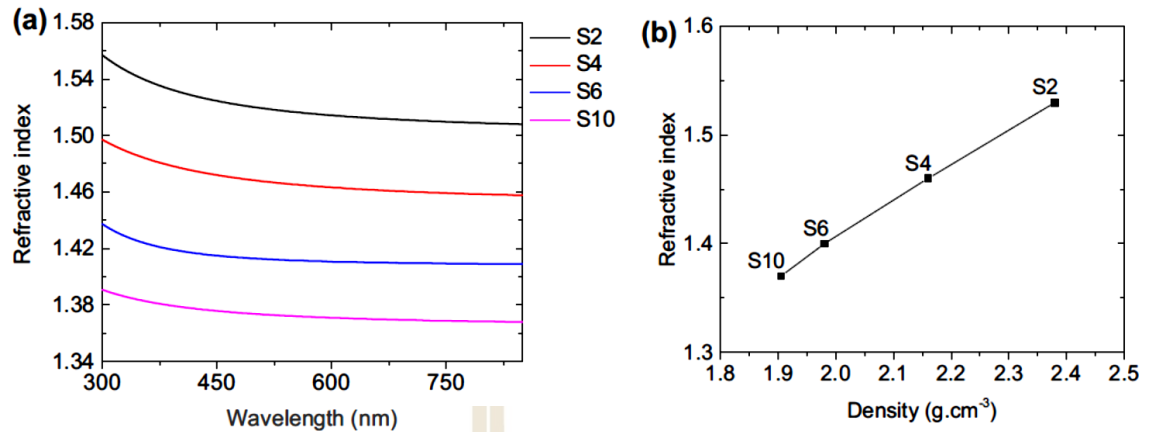 (a)
1.58
1.54
1.50
1.46
1.42
1.38
1.34
300
450
600
750
Refractive index
Wavelength (nm)
S2
S4
S6
S10
(b)
1.6
1.5
1.4
1.3
1.8
1.9
2.0
2.1
2.2
2.3
2.4
2.5
Refractive index
Density (g.cm⁻³)
S10
S6
S4
S2